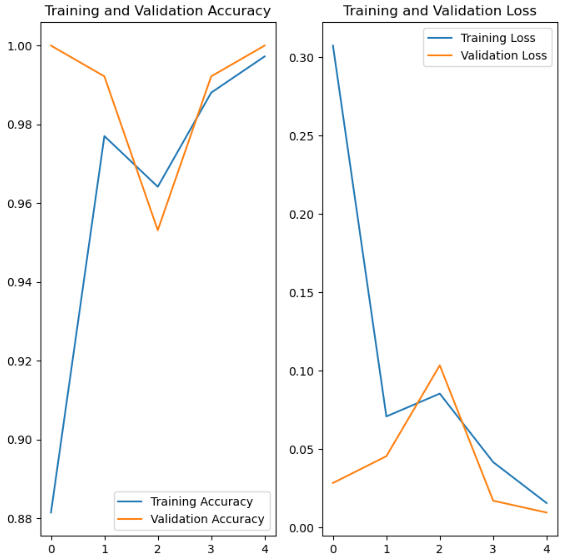 Training and Validation Accuracy
1.00
0.98
0.96
0.94
0.92
0.90
0.88
0 1 2 3 4
Training Accuracy
Validation Accuracy
Training and Validation Loss
0.30
0.25
0.20
0.15
0.10
0.05
0.00
0 1 2 3 4
Training Loss
Validation Loss